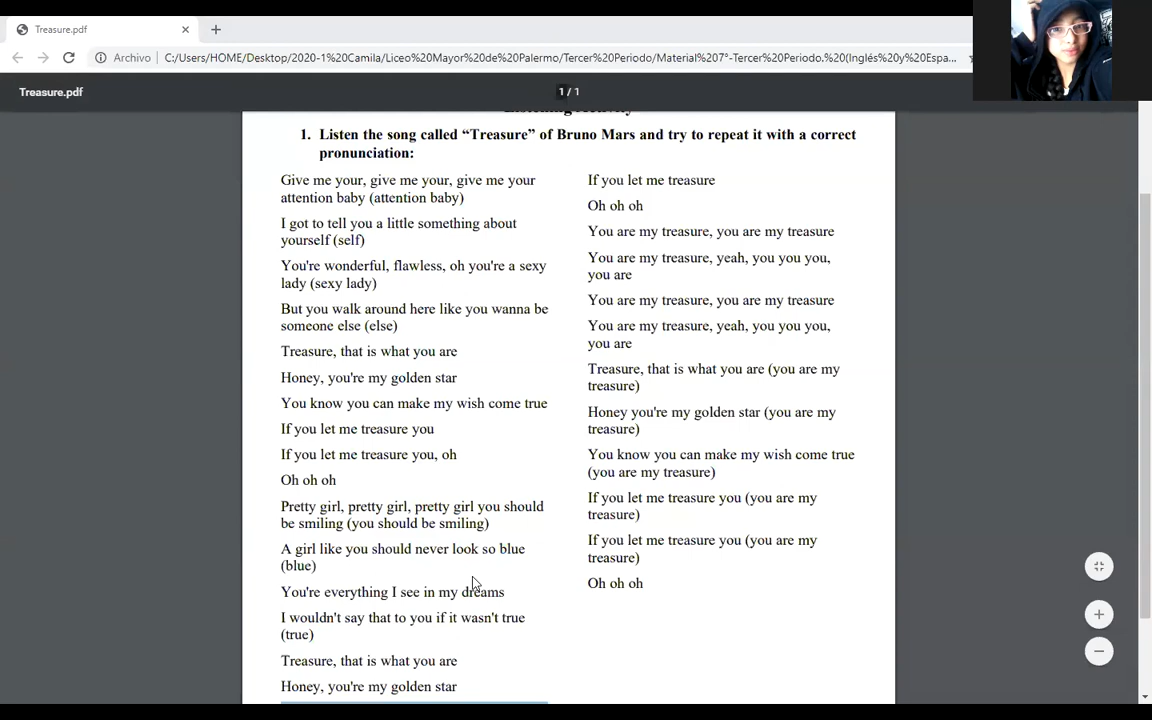 Treasure.pdf
Archivo
C:/Users/HOME/Desktop/2020-1%20Camila/Liceo%20Mayor%20de%20Palermo/Tercer%20Periodo/Material%207°-Tercer%20Periodo.%20(Inglés%20y%20Espa...
Treasure.pdf
1 / 1
1. Listen the song called “Treasure” of Bruno Mars and try to repeat it with a correct
pronunciation:
Give me your, give me your, give me your
attention baby (attention baby)
I got to tell you a little something about
yourself (self)
You're wonderful, flawless, oh you're a sexy
lady (sexy lady)
But you walk around here like you wanna be
someone else (else)
Treasure, that is what you are
Honey, you're my golden star
You know you can make my wish come true
If you let me treasure you
If you let me treasure you, oh
Oh oh oh
Pretty girl, pretty girl, pretty girl you should
be smiling (you should be smiling)
A girl like you should never look so blue
(blue)
You're everything I see in my dreams
I wouldn't say that to you if it wasn't true
(true)
Treasure, that is what you are
Honey, you're my golden star
If you let me treasure
Oh oh oh
You are my treasure, you are my treasure
You are my treasure, yeah, you you you,
you are
You are my treasure, you are my treasure
You are my treasure, yeah, you you you,
you are
Treasure, that is what you are (you are my
treasure)
Honey you're my golden star (you are my
treasure)
You know you can make my wish come true
(you are my treasure)
If you let me treasure you (you are my
treasure)
If you let me treasure you (you are my
treasure)
Oh oh oh